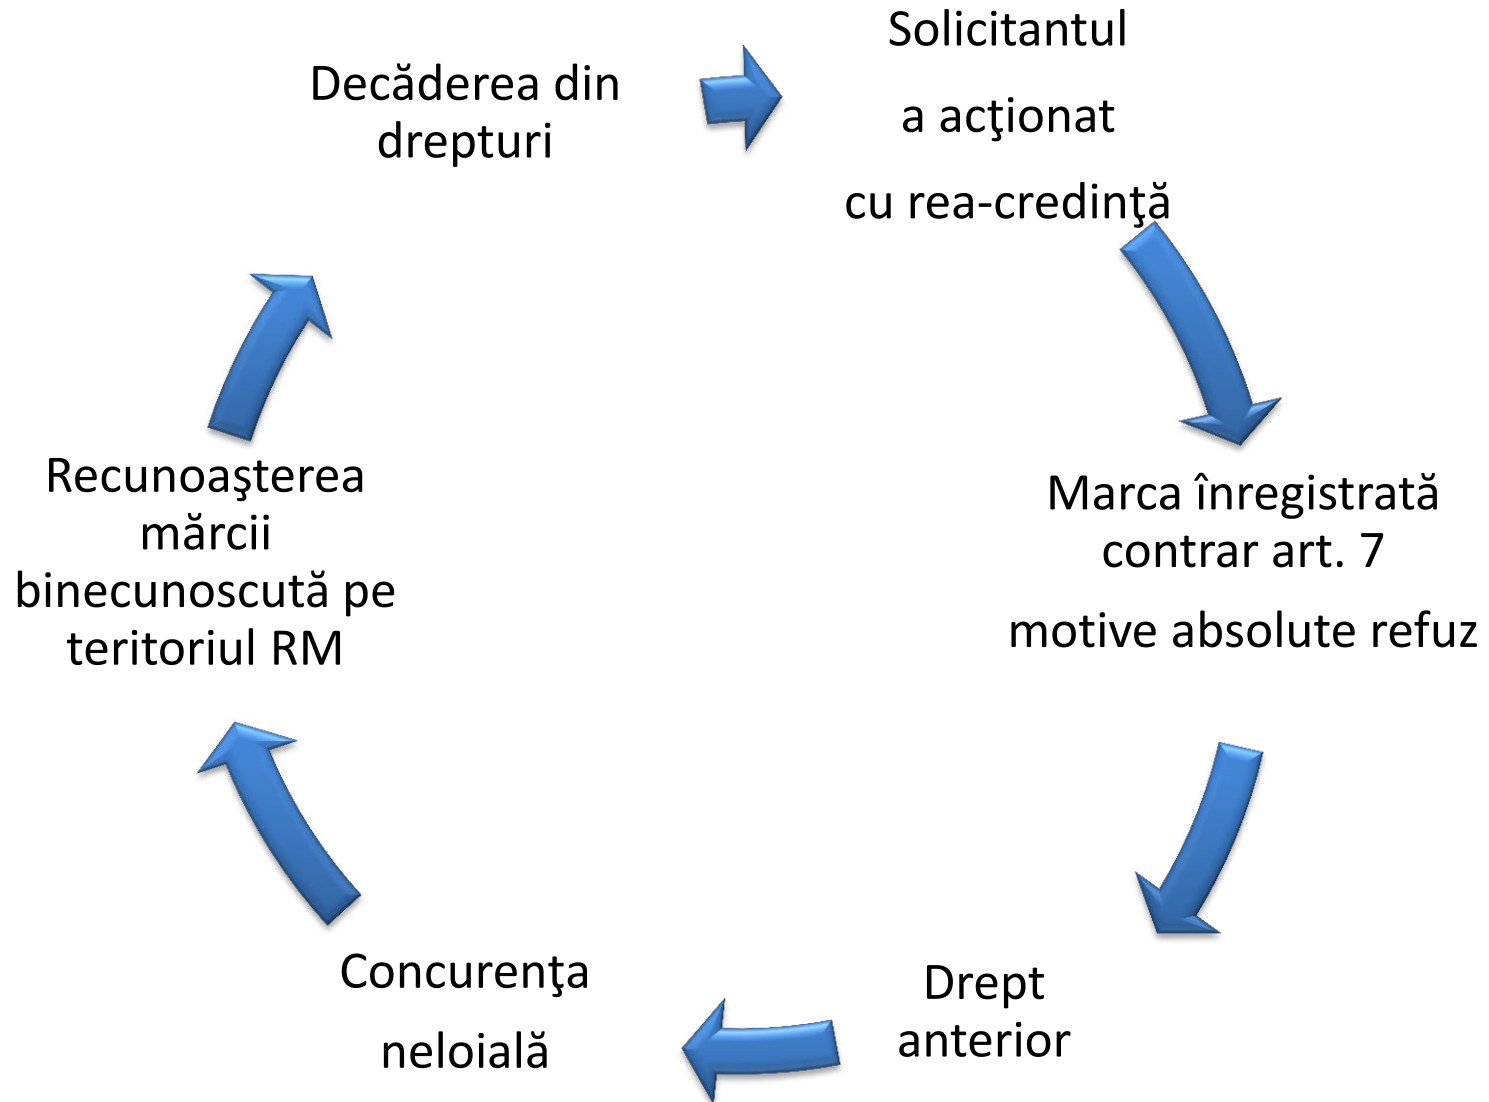 Decăderea din
drepturi
Solicitantul
a acţionat
cu rea-credinţă
Marca înregistrată
contrar art. 7
motive absolute refuz
Drept
anterior
Concurenţa
neloială
Recunoaşterea
mărcii
binecunoscută pe
teritoriul RM